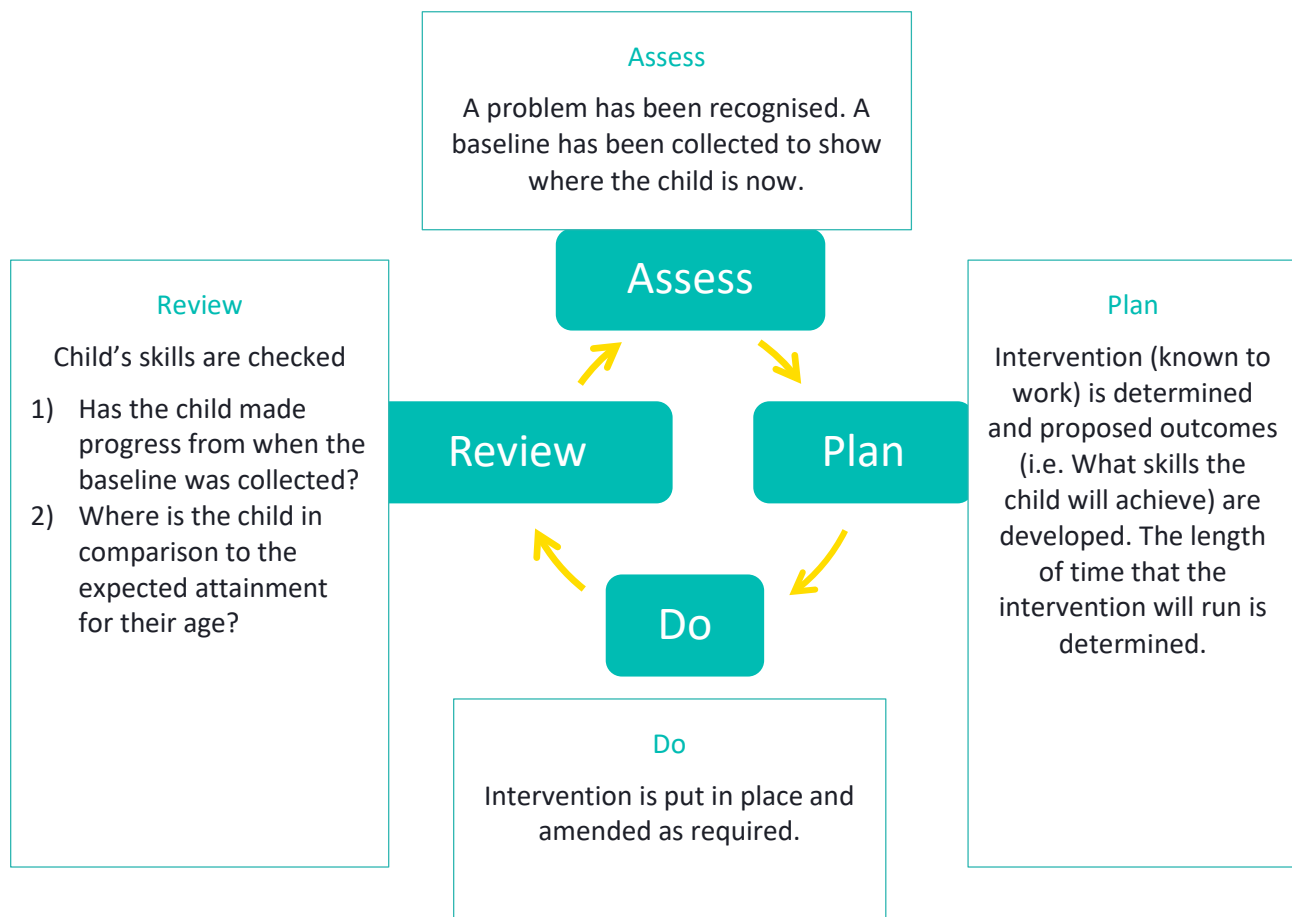 Assess
A problem has been recognised. A
baseline has been collected to show
where the child is now.
Assess
Review
Child’s skills are checked
1) Has the child made
progress from when the
baseline was collected?
2) Where is the child in
comparison to the
expected attainment
for their age?
Review
Plan
Plan
Intervention (known to
work) is determined
and proposed outcomes
(i.e. What skills the
child will achieve) are
developed. The length
of time that the
intervention will run is
determined.
Do
Do
Intervention is put in place and
amended as required.